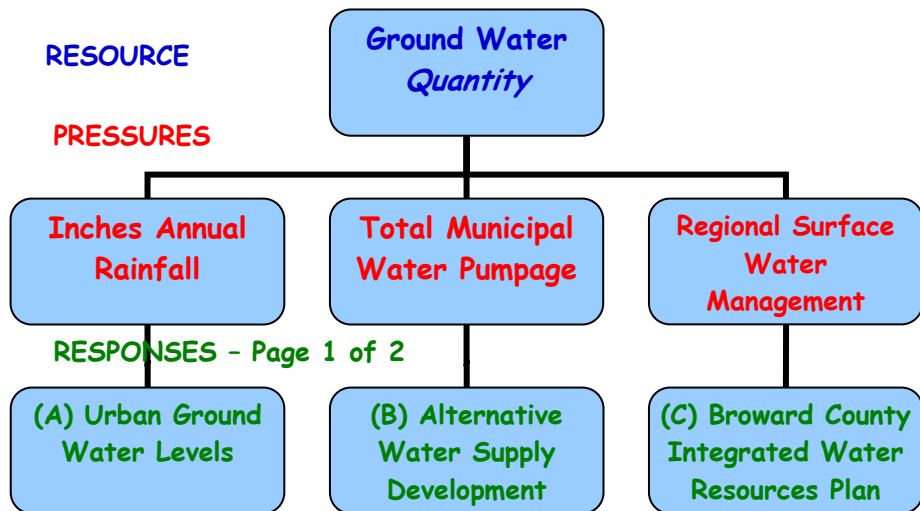 RESOURCE
Ground Water
Quantity
PRESSURES
Inches Annual
Rainfall
Total Municipal
Water Pumpage
Regional Surface
Water
Management
RESPONSES – Page 1 of 2
(A) Urban Ground
Water Levels
(B) Alternative
Water Supply
Development
(C) Broward County
Integrated Water
Resources Plan